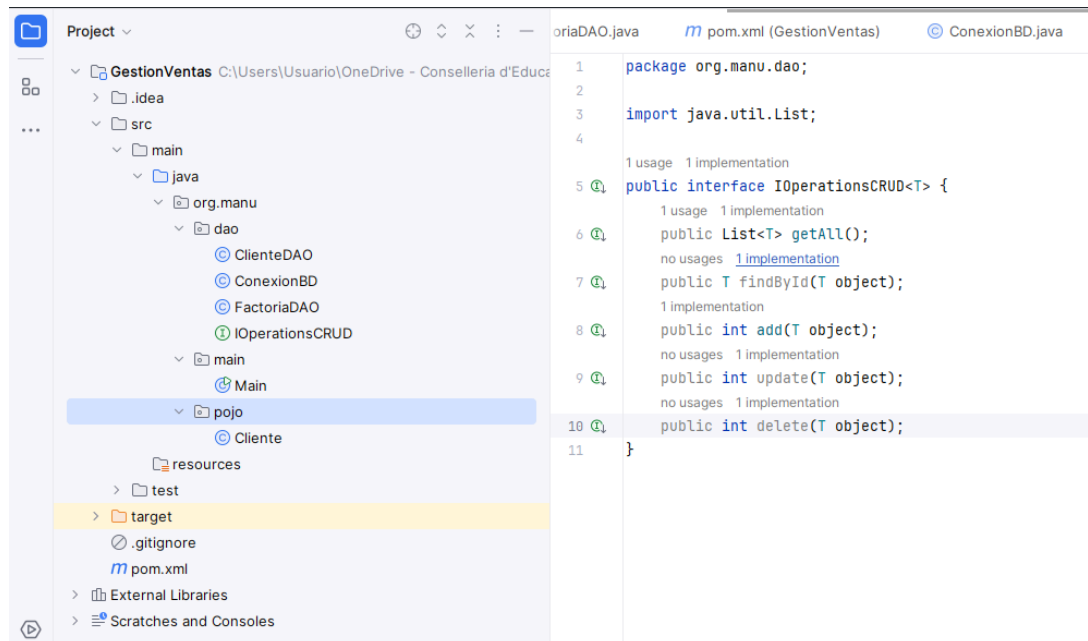 Project
GestionVentas C:\Users\Usuario\OneDrive - Conselleria d'Educa
.idea
src
main
java
org.manu
dao
ClienteDAO
ConexionBD
FactoriaDAO
IOperationsCRUD
main
Main
pojo
Cliente
resources
test
target
.gitignore
pom.xml
External Libraries
Scratches and Consoles
oriaDAO.java pom.xml (GestionVentas) ConexionBD.java
1 package org.manu.dao;
2
3 import java.util.List;
4
1 usage 1 implementation
5 public interface IOperationsCRUD<T> {
1 usage 1 implementation
6 public List<T> getAll();
no usages 1 implementation
7 public T findById(T object);
1 implementation
8 public int add(T object);
no usages 1 implementation
9 public int update(T object);
no usages 1 implementation
10 public int delete(T object);
11 }